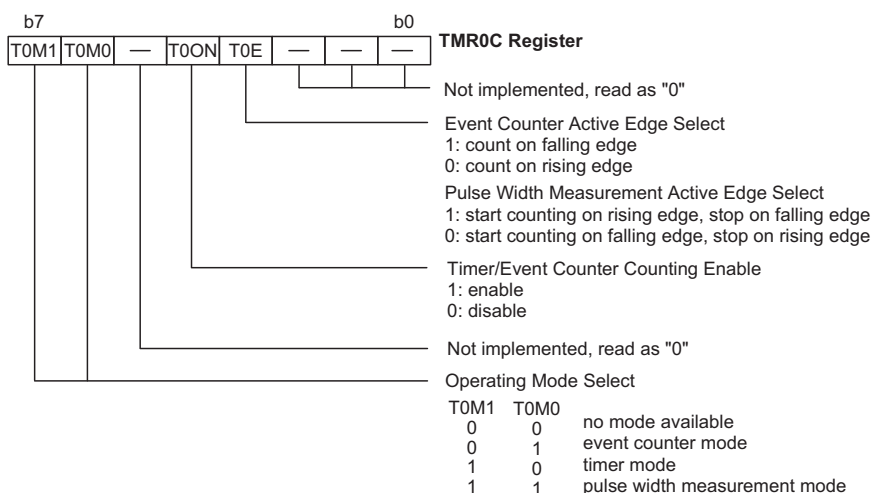 b7 b0
T0M1 T0M0 — T0ON T0E — — —
TMR0C Register
Not implemented, read as "0"
Event Counter Active Edge Select
1: count on falling edge
0: count on rising edge
Pulse Width Measurement Active Edge Select
1: start counting on rising edge, stop on falling edge
0: start counting on falling edge, stop on rising edge
Timer/Event Counter Counting Enable
1: enable
0: disable
Not implemented, read as "0"
Operating Mode Select
T0M1 T0M0
0 0 no mode available
0 1 event counter mode
1 0 timer mode
1 1 pulse width measurement mode